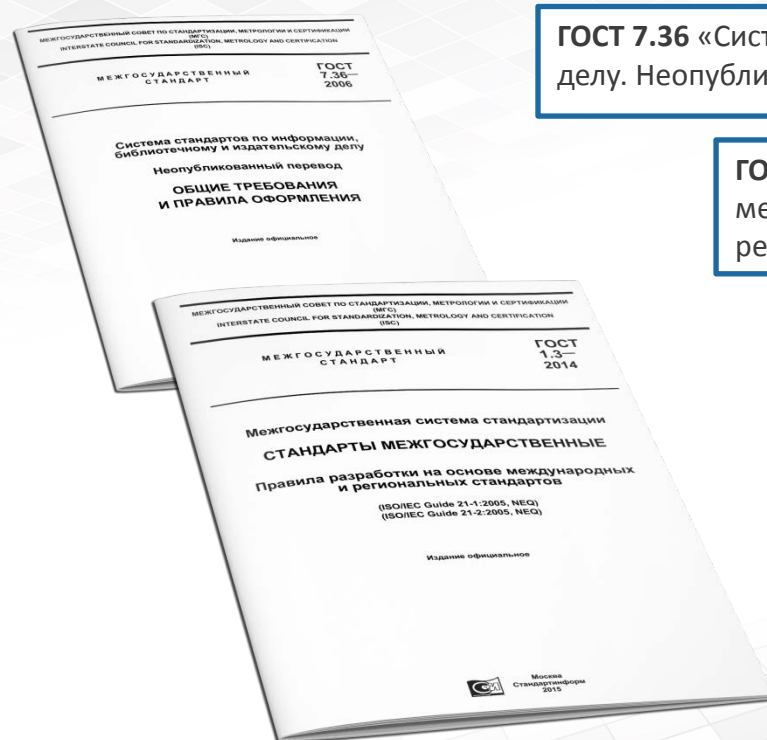 МЕЖГОСУДАРСТВЕННЫЙ СОВЕТ ПО СТАНДАРТИЗАЦИИ, МЕТРОЛОГИИ И СЕРТИФИКАЦИИ
(МГС)
INTERSTATE COUNCIL FOR STANDARDIZATION, METROLOGY AND CERTIFICATION
(ISC)
МЕЖГОСУДАРСТВЕННЫЙ
СТАНДАРТ
ГОСТ
7.36—
2006
Система стандартов по информации,
библиотечному и издательскому делу
Неопубликованный перевод
ОБЩИЕ ТРЕБОВАНИЯ
И ПРАВИЛА ОФОРМЛЕНИЯ
Издание официальное
ГОСТ 7.36 «Сист
делу. Неопубли
ГО
ме
ре
МЕЖГОСУДАРСТВЕННЫЙ СОВЕТ ПО СТАНДАРТИЗАЦИИ, МЕТРОЛОГИИ И СЕРТИФИКАЦИИ
(МГС)
INTERSTATE COUNCIL FOR STANDARDIZATION, METROLOGY AND CERTIFICATION
(ISC)
МЕЖГОСУДАРСТВЕННЫЙ
СТАНДАРТ
ГОСТ
1.3—
2014
Межгосударственная система стандартизации
СТАНДАРТЫ МЕЖГОСУДАРСТВЕННЫЕ
Правила разработки на основе международных
и региональных стандартов
(ISO/IEC Guide 21-1:2005, NEQ)
(ISO/IEC Guide 21-2:2005, NEQ)
Издание официальное
Москва
Стандартинформ
2015